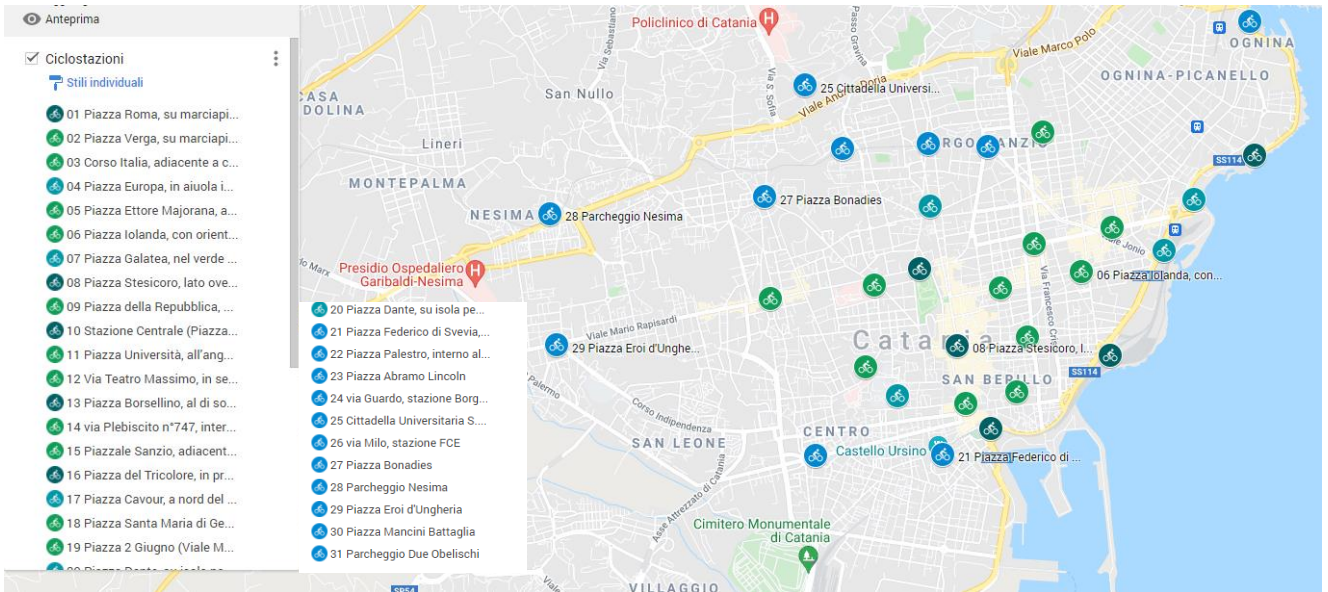 Anteprima
Ciclostazioni
Stili individuali
01 Piazza Roma, su marciapi...
02 Piazza Verga, su marciapi...
03 Corso Italia, adiacente a c...
04 Piazza Europa, in aiuola i...
05 Piazza Ettore Majorana, a...
06 Piazza Iolanda, con orient...
07 Piazza Galatea, nel verde ...
08 Piazza Stesicoro, lato ove...
09 Piazza della Repubblica, ...
10 Stazione Centrale (Piazza...
11 Piazza Università, all'ang...
12 Via Teatro Massimo, in se...
13 Piazza Borsellino, al di so...
14 via Plebiscito n°747, inter...
15 Piazzale Sanzio, adiacent...
16 Piazza del Tricolore, in pr...
17 Piazza Cavour, a nord del ...
18 Piazza Santa Maria di Ge...
19 Piazza 2 Giugno (Viale M...
20 Piazza Dante, su isola pe...
21 Piazza Federico di Svevia,...
22 Piazza Palestro, interno al...
23 Piazza Abramo Lincoln
24 via Guardo, stazione Borg...
25 Cittadella Universitaria S....
26 via Milo, stazione FCE
27 Piazza Bonadies
28 Parcheggio Nesima
29 Piazza Eroi d'Ungheria
30 Piazza Mancini Battaglia
31 Parcheggio Due Obelischi
Policlinico di Catania
H
Via Sebastiano
Passo Gravina
Viale Marco Polo
OGNINA
OGNINA-PICANELLO
Via S. Sofia
Viale Andrea Doria
25 Cittadella Universi...
San Nullo
CASA
Lineri
MONTEPALMA
SS114
27 Piazza Bonadies
NESIMA
28 Parcheggio Nesima
Viale Jonio
06 Piazza Iolanda, con...
Presidio Ospedaliero
Garibaldi-Nesima
H
Viale Mario Rapisardi
Catania
29 Piazza Eroi d'Unghe...
08 Piazza Stesicoro, l...
SS114
SAN BERILLO
Palermo
Corso Indipendenza
SAN LEONE
CENTRO
Castello Ursino
21 Piazza Federico di ...
Asse Attrezzato di Catania
Cimitero Monumentale
di Catania
VILLAGGIO